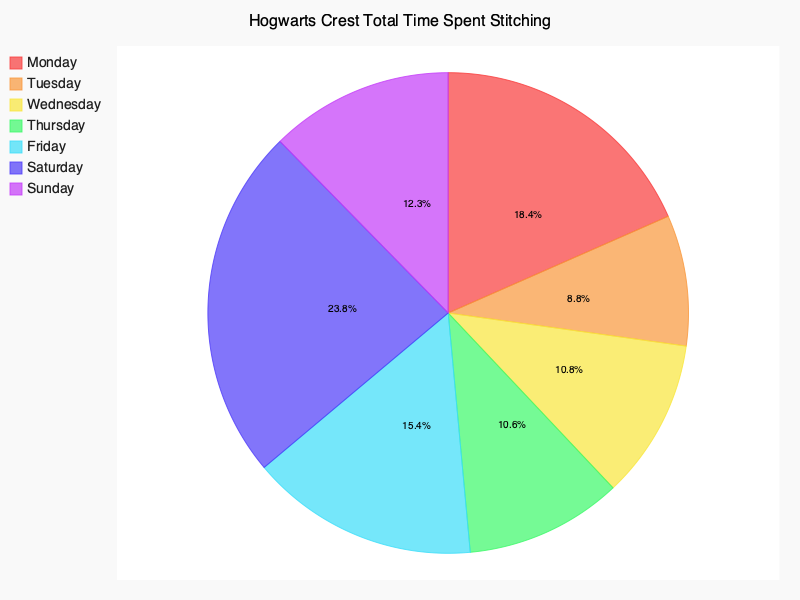 Hogwarts Crest Total Time Spent Stitching
Monday
Tuesday
Wednesday
Thursday
Friday
Saturday
Sunday
12.3%
18.4%
8.8%
23.8%
10.8%
15.4%
10.6%